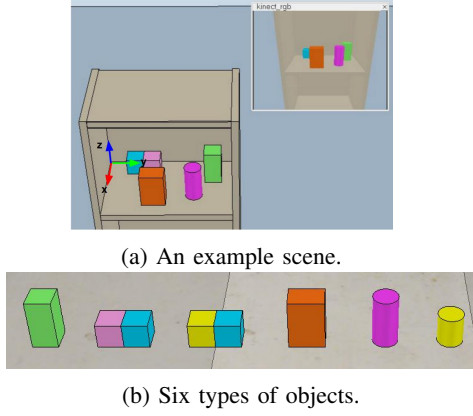 kinect_rgb
x
z
y
x
(a) An example scene.
(b) Six types of objects.